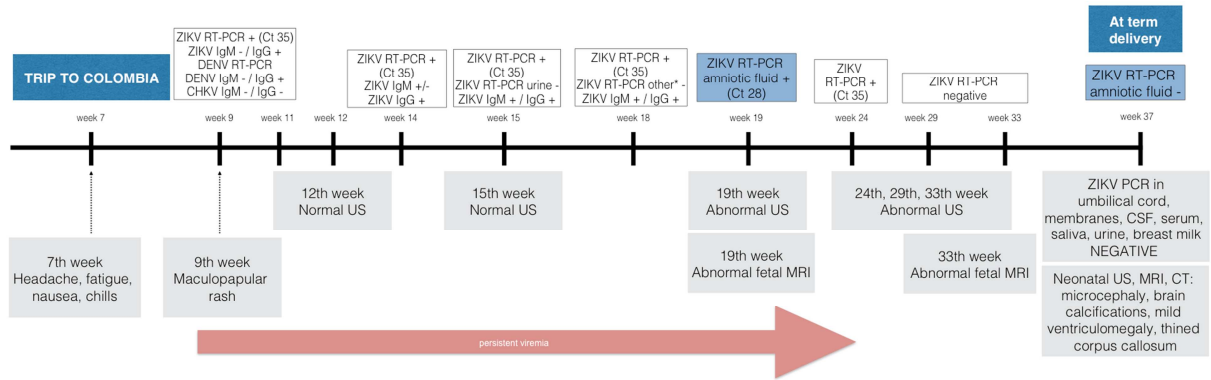 TRIP TO COLOMBIA
ZIKV RT-PCR + (Ct 35)
ZIKV IgM - / IgG +
DENV RT-PCR
DENV IgM - / IgG +
CHKV IgM - / IgG -
ZIKV RT-PCR +
(Ct 35)
ZIKV IgM +/-
ZIKV IgG +
ZIKV RT-PCR +
(Ct 35)
ZIKV RT-PCR urine -
ZIKV IgM + / IgG +
ZIKV RT-PCR +
(Ct 35)
ZIKV RT-PCR other* -
ZIKV IgM + / IgG +
ZIKV RT-PCR
amniotic fluid +
(Ct 28)
ZIKV
RT-PCR +
(Ct 35)
ZIKV RT-PCR
negative
At term
delivery
ZIKV RT-PCR
amniotic fluid -
week 7
week 9
week 11
week 12
week 14
week 15
week 18
week 19
week 24
week 29
week 33
week 37
7th week
Headache, fatigue,
nausea, chills
9th week
Maculopapular
rash
12th week
Normal US
15th week
Normal US
19th week
Abnormal US
19th week
Abnormal fetal MRI
24th, 29th, 33th week
Abnormal US
33th week
Abnormal fetal MRI
ZIKV PCR in
umbilical cord,
membranes, CSF, serum,
saliva, urine, breast milk
NEGATIVE
Neonatal US, MRI, CT:
microcephaly, brain
calcifications, mild
ventriculomegaly, thined
corpus callosum
persistent viremia